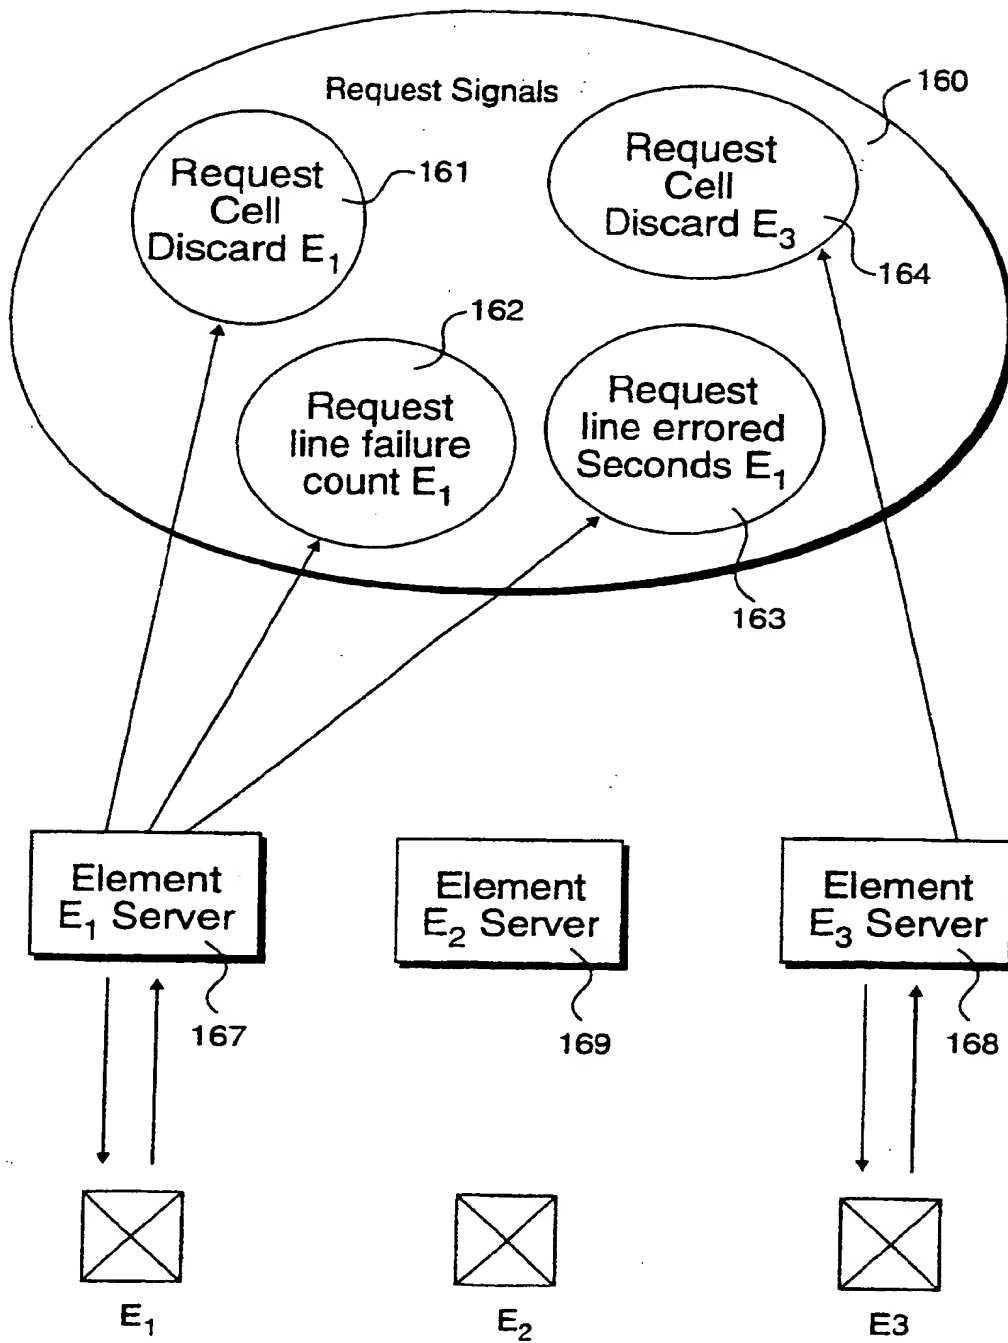 Request Signals
160
Request
Cell
Discard E₁
161
Request
Cell
Discard E₃
164
162
Request
line failure
count E₁
Request
line errored
Seconds E₁
163
Element
E₁ Server
167
Element
E₂ Server
169
Element
E₃ Server
168
E₁
E₂
E3